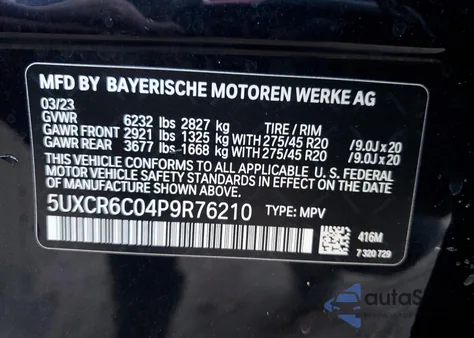 MFD BY BAYERISCHE MOTOREN WERKE AG
03/23
GVWR 6232 lbs 2827 kg TIRE / RIM
GAWR FRONT 2921 lbs 1325 kg WITH 275/45 R20 /9.0J x 20
GAWR REAR 3677 lbs 1668 kg WITH 275/45 R20 /9.0J x 20
THIS VEHICLE CONFORMS TO ALL APPLICABLE U. S. FEDERAL
MOTOR VEHICLE SAFETY STANDARDS IN EFFECT ON THE
DATE OF MANUFACTURE SHOWN ABOVE.
5UXCR6C04P9R76210 TYPE: MPV
416M
7 320 729